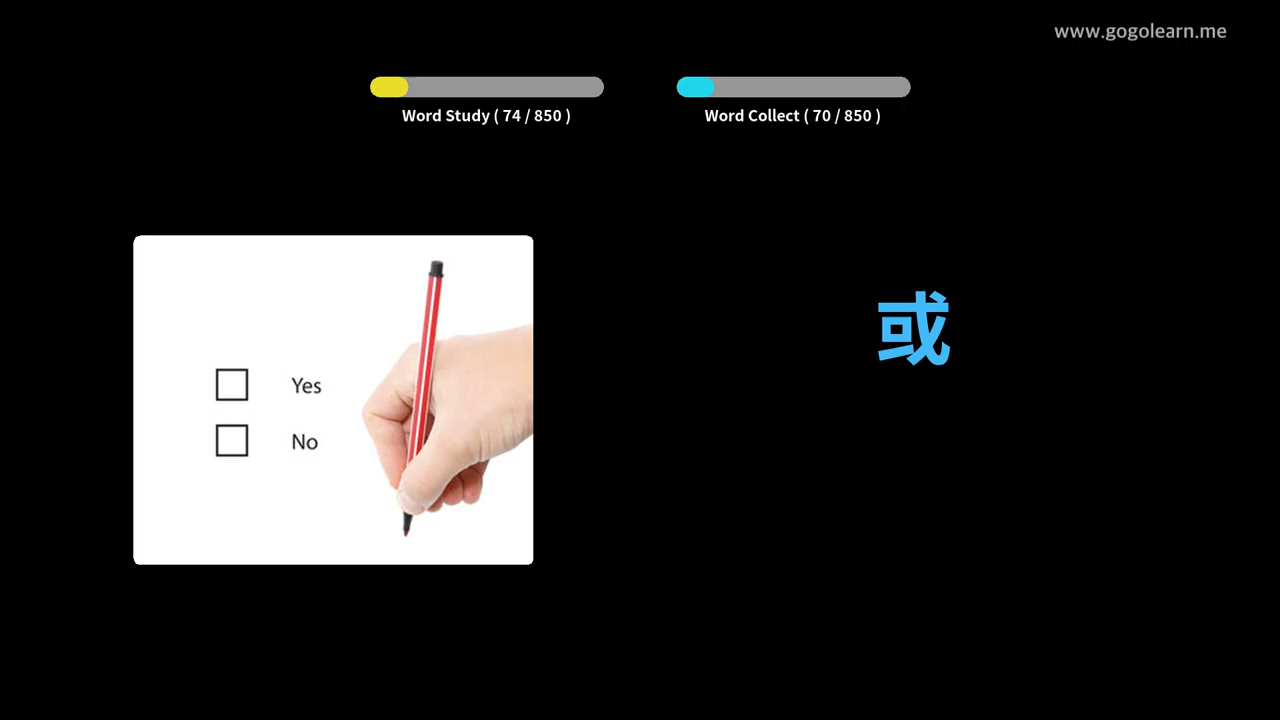 www.gogolearn.me
Word Study ( 74 / 850 )
Word Collect ( 70 / 850 )
Yes
No
或